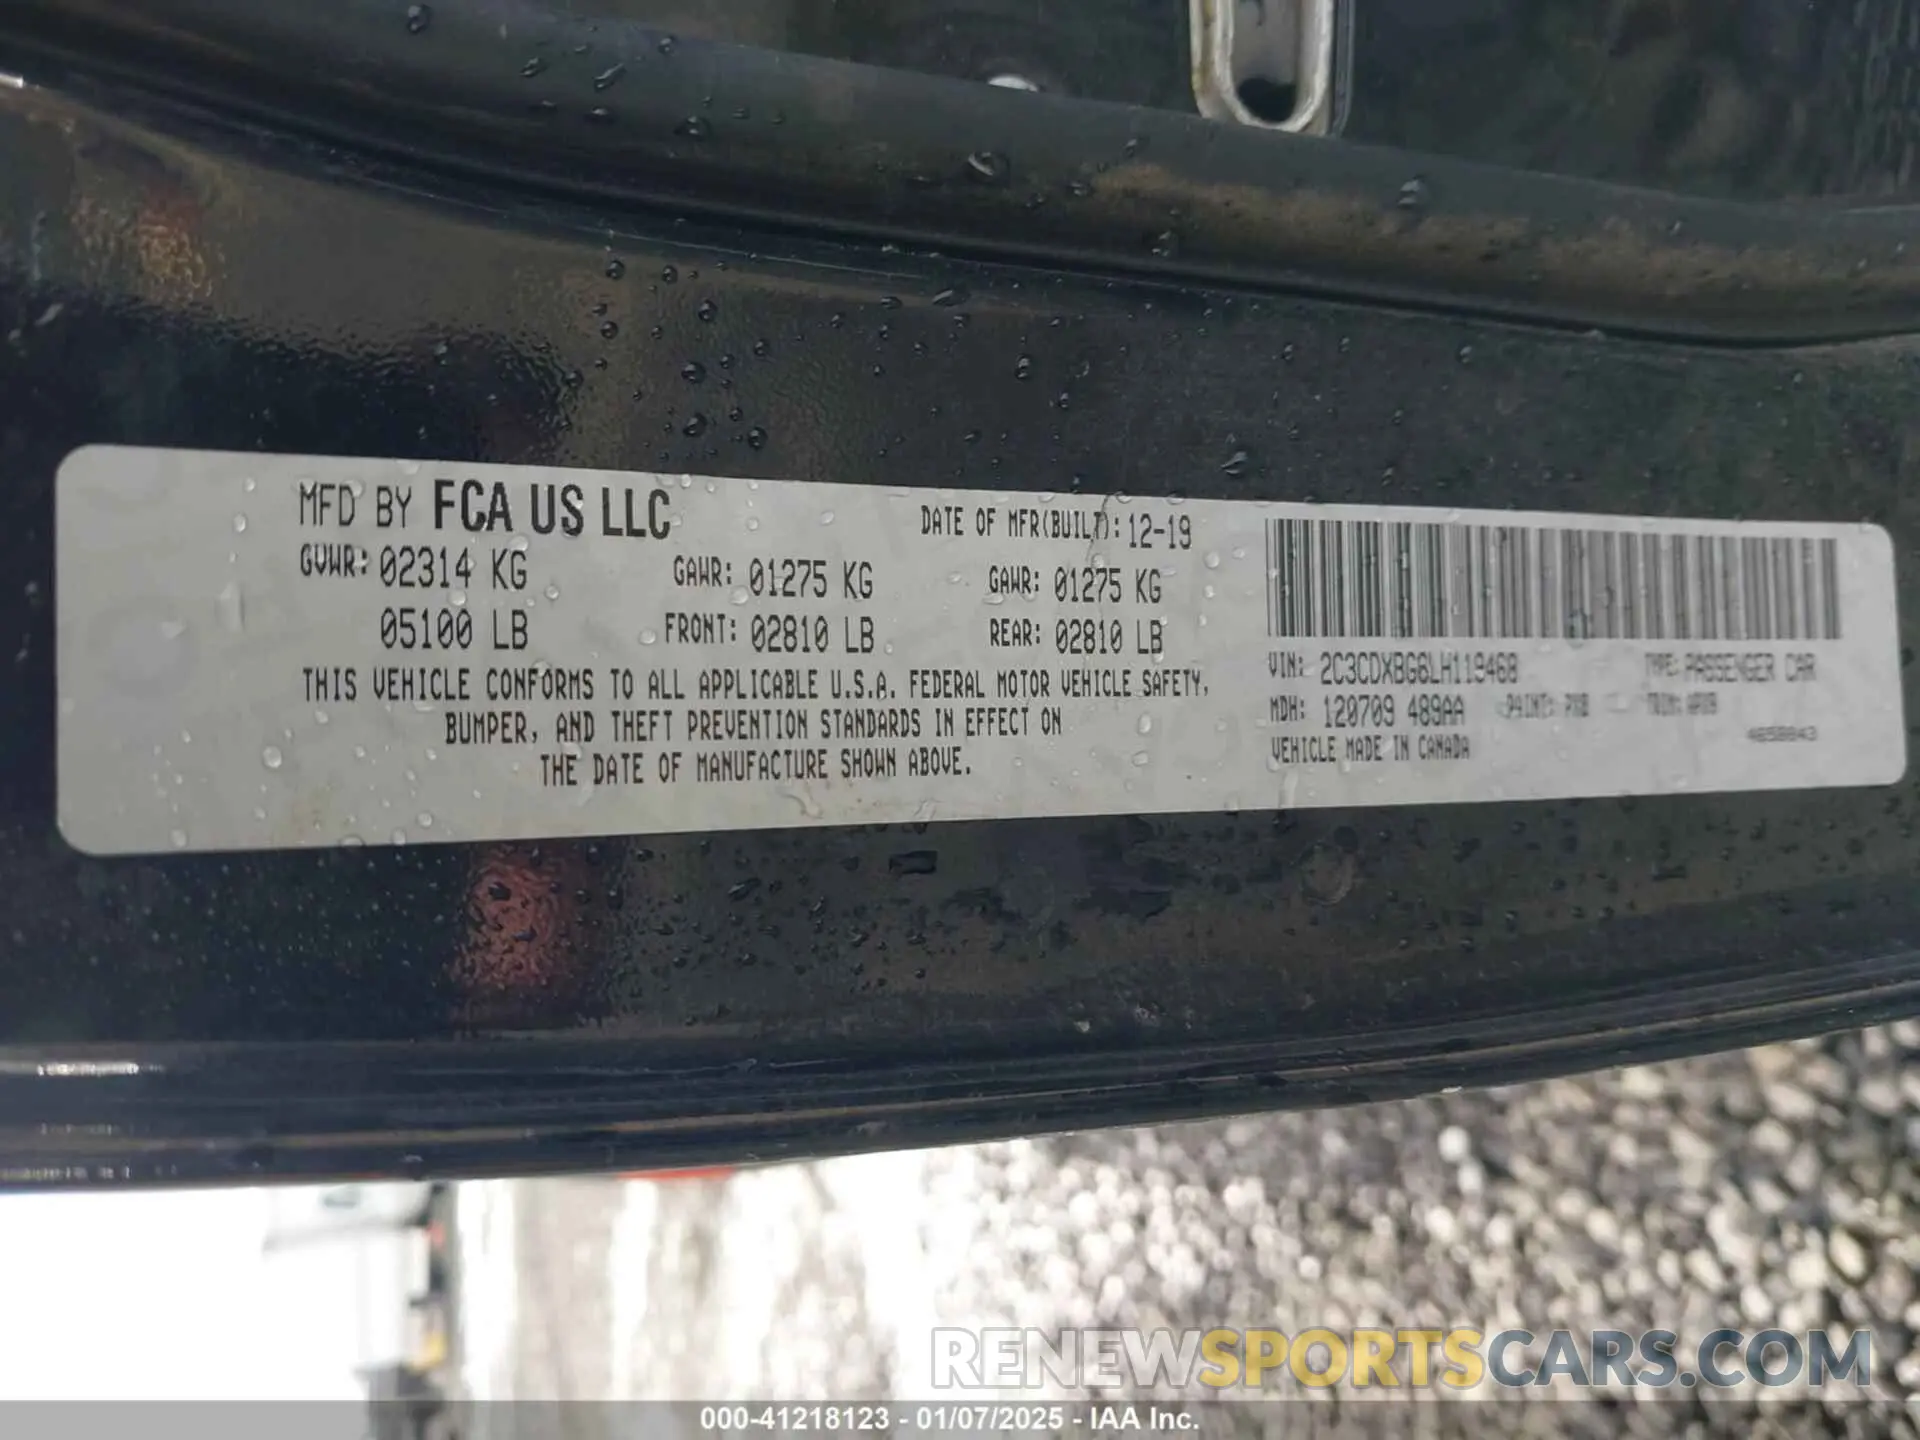 MFD BY FCA US LLC
DATE OF MFR(BUILT): 12-19
GVWR: 02314 KG
GAWR: 01275 KG
GAWR: 01275 KG
05100 LB
FRONT: 02810 LB
REAR: 02810 LB
THIS VEHICLE CONFORMS TO ALL APPLICABLE U.S.A. FEDERAL MOTOR VEHICLE SAFETY,
BUMPER, AND THEFT PREVENTION STANDARDS IN EFFECT ON
THE DATE OF MANUFACTURE SHOWN ABOVE.
VIN: 2C3CDXBG6LH119468
TYPE: PASSENGER CAR
MDH: 120709 489AA
PAINT: PX8
TRIM:
VEHICLE MADE IN CANADA
RENEWSPORTSCARS.COM
000-41218123 - 01/07/2025 - IAA Inc.